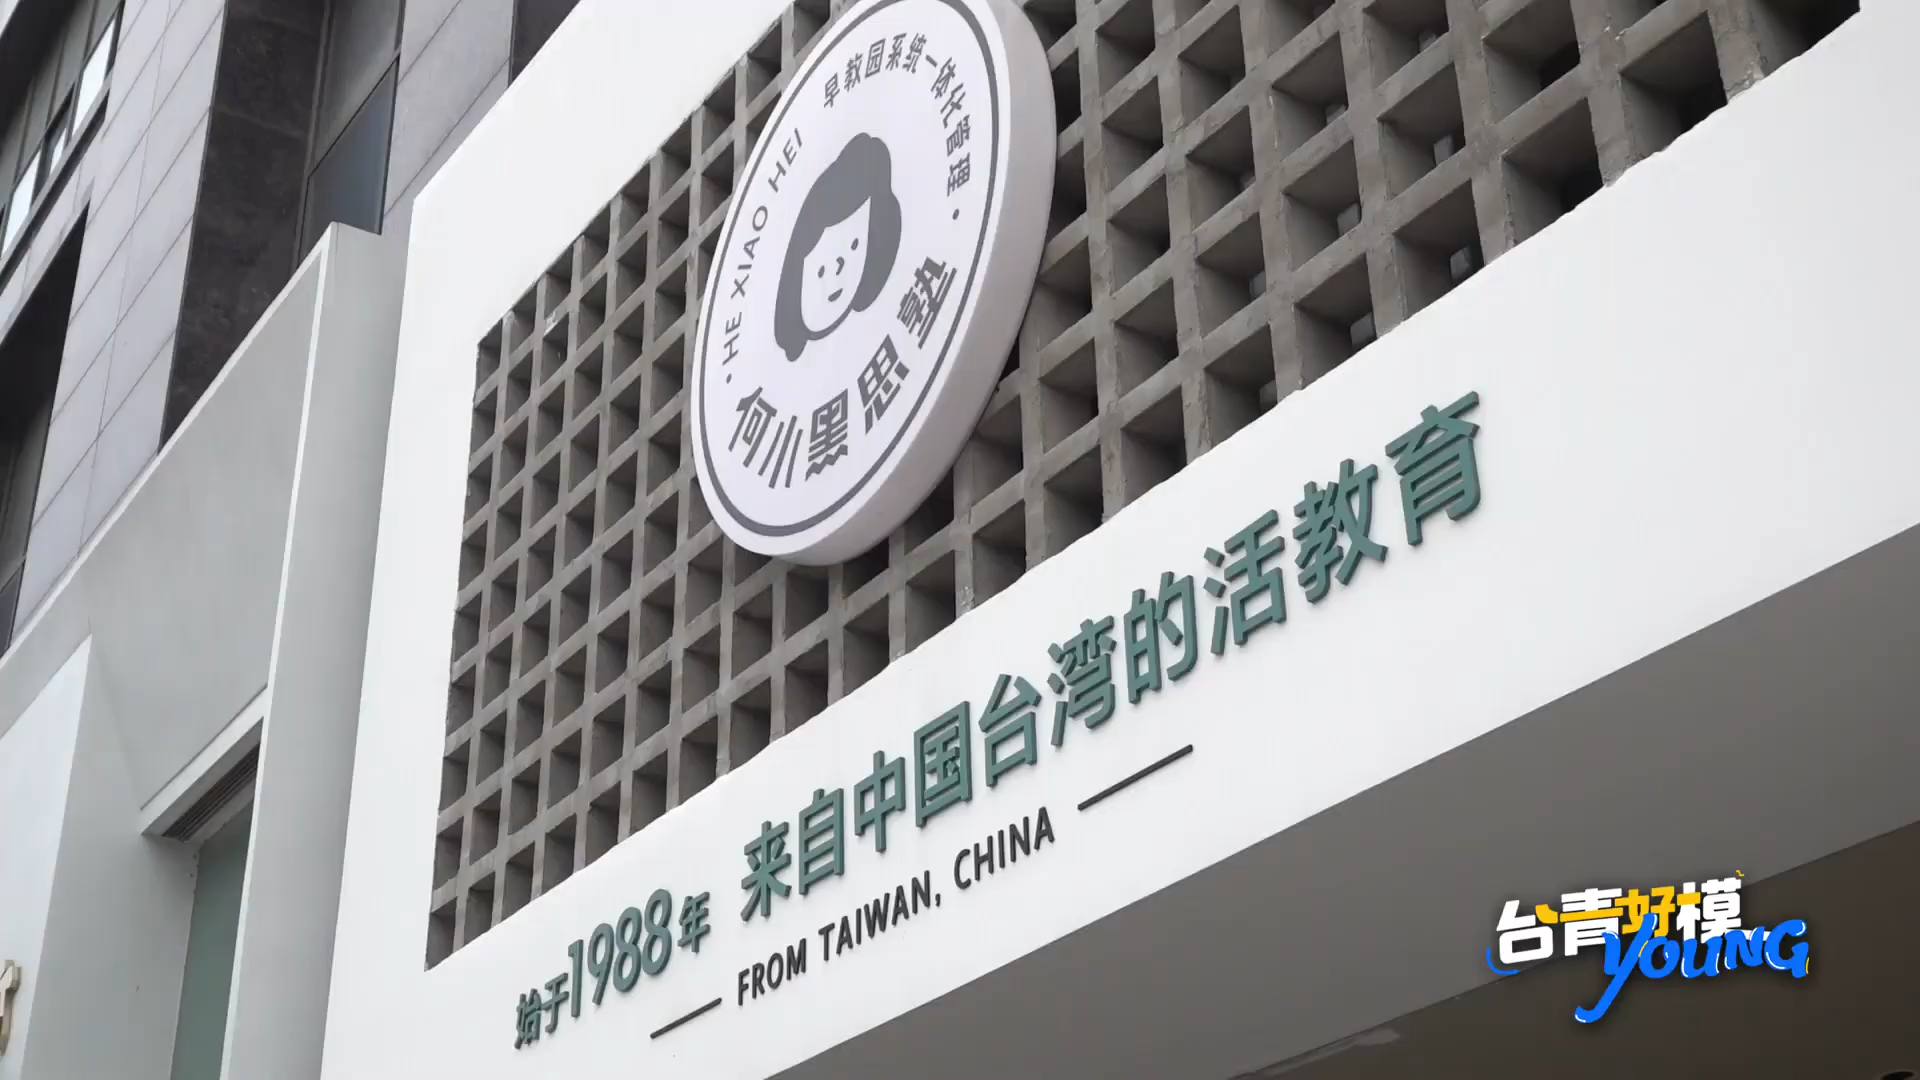 早教园系统一体化管理
HE XIAO HEI
何小黑思塾
始于1988年 来自中国台湾的活教育
FROM TAIWAN, CHINA
台青好模
YOUNG